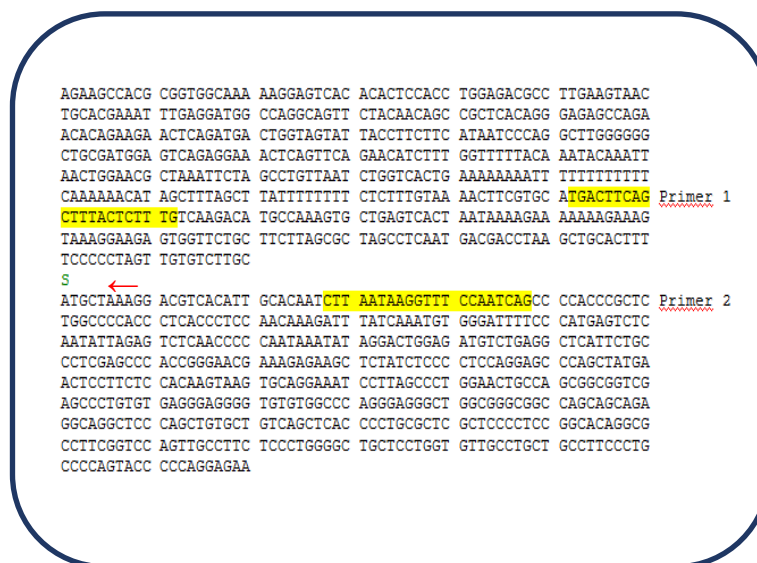 AGAAGCCACG CGGTGGCAAA AAGGAGTCAC ACACTCCACC TGGAGACGCC TTGAAGTAAC
TGCACGAAAT TTGAGGATGG CCAGGCAGTT CTACAACAGC CGCTCACAGG GAGAGCCAGA
ACACAGAAGA ACTCAGATGA CTGGTAGTAT TACCTTCTTC ATAATCCCAG GCTTGGGGGG
CTGCGATGGA GTCAGAGGAA ACTCAGTTCA GAACATCTTT GGTTTTTACA AATACAAATT
AACTGGAACG CTAAATTCTA GCCTGTTAAT CTGGTCACTG AAAAAAAATT TTTTTTTTTT
CAAAAAACAT AGCTTTAGCT TATTTTTTTT CTCTTTGTAA AACTTCGTGC ATGACTTCAG Primer 1
CTTTACTCTT TGTCAAGACA TGCCAAAGTG CTGAGTCACT AATAAAAGAA AAAAAGAAAG
TAAAGGAAGA GTGGTTCTGC TTCTTAGCGC TAGCCTCAAT GACGACCTAA GCTGCACTTT
TCCCCCTAGT TGTGTCTTGC
S
ATGCTAAAGG ACGTCACATT GCACAATCTT AATAAGGTTT CCAATCAGCC CCACCCGCTC Primer 2
TGGCCCCACC CTCACCCTCC AACAAAGATT TATCAAATGT GGGATTTTCC CATGAGTCTC
AATATTAGAG TCTCAACCCC CAATAAATAT AGGACTGGAG ATGTCTGAGG CTCATTCTGC
CCTCGAGCCC ACCGGGAACG AAAGAGAAGC TCTATCTCCC CTCCAGGAGC CCAGCTATGA
ACTCCTTCTC CACAAGTAAG TGCAGGAAAT CCTTAGCCCT GGAACTGCCA GCGGCGGTCG
AGCCCTGTGT GAGGGAGGGG TGTGTGGCCC AGGGAGGGCT GGCGGGCGGC CAGCAGCAGA
GGCAGGCTCC CAGCTGTGCT GTCAGCTCAC CCCTGCGCTC GCTCCCCTCC GGCACAGGCG
CCTTCGGTCC AGTTGCCTTC TCCCTGGGGC TGCTCCTGGT GTTGCCTGCT GCCTTCCCTG
CCCCAGTACC CCCAGGAGAA